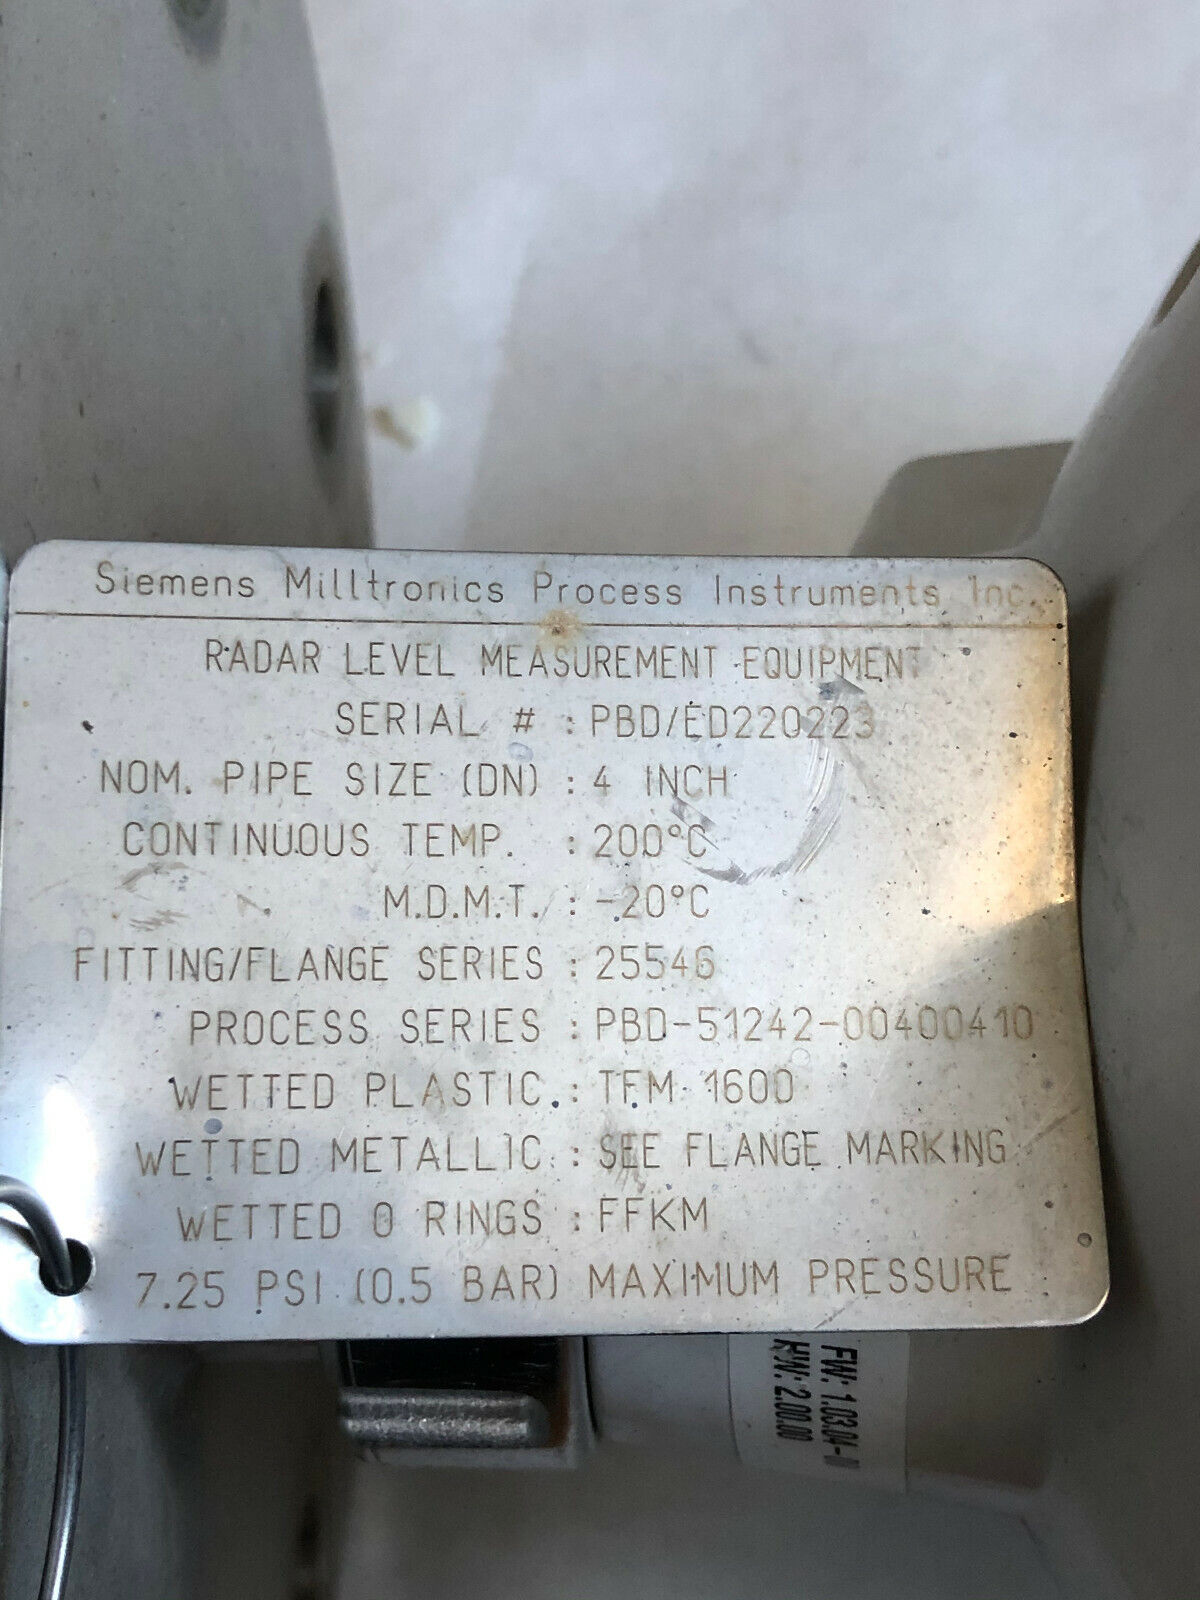 Siemens Milltronics Process Instruments Inc.
RADAR LEVEL MEASUREMENT EQUIPMENT
SERIAL # : PBD/ED220223
NOM. PIPE SIZE (DN) : 4 INCH
CONTINUOUS TEMP. : 200°C
M.D.M.T. : -20°C
FITTING/FLANGE SERIES : 25546
PROCESS SERIES : PBD-51242-00400410
WETTED PLASTIC : TFM 1600
WETTED METALLIC : SEE FLANGE MARKING
WETTED O RINGS : FFKM
7.25 PSI (0.5 BAR) MAXIMUM PRESSURE
FW:
HW: 2.00.00